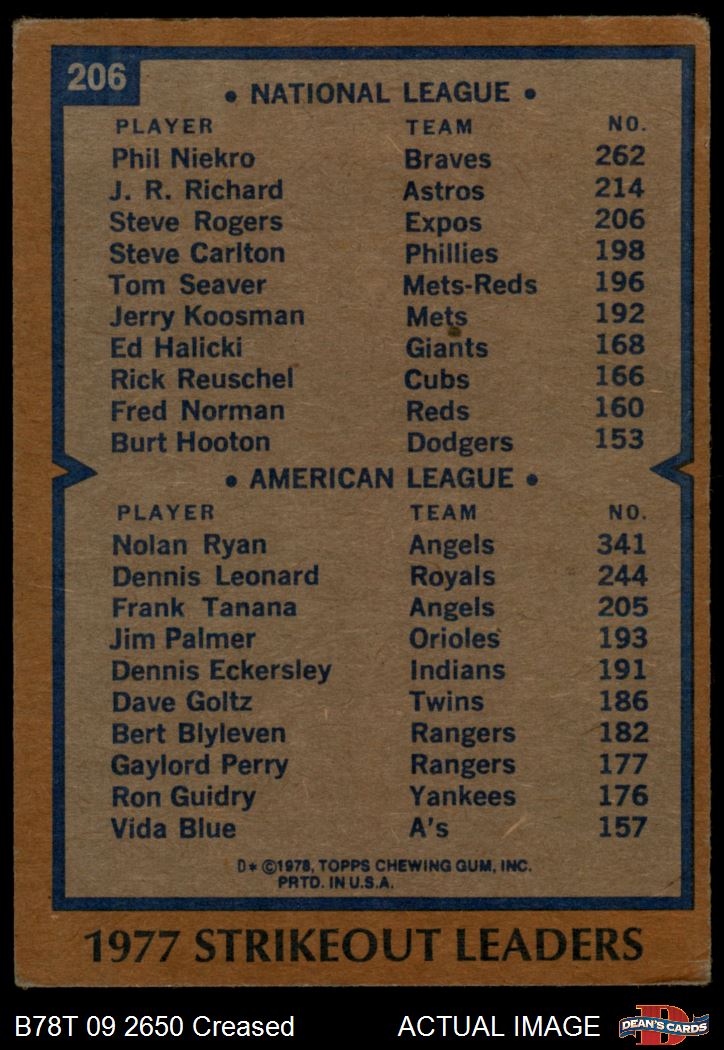 206
• NATIONAL LEAGUE •
PLAYER TEAM NO.
Phil Niekro Braves 262
J. R. Richard Astros 214
Steve Rogers Expos 206
Steve Carlton Phillies 198
Tom Seaver Mets-Reds 196
Jerry Koosman Mets 192
Ed Halicki Giants 168
Rick Reuschel Cubs 166
Fred Norman Reds 160
Burt Hooton Dodgers 153
• AMERICAN LEAGUE •
PLAYER TEAM NO.
Nolan Ryan Angels 341
Dennis Leonard Royals 244
Frank Tanana Angels 205
Jim Palmer Orioles 193
Dennis Eckersley Indians 191
Dave Goltz Twins 186
Bert Blyleven Rangers 182
Gaylord Perry Rangers 177
Ron Guidry Yankees 176
Vida Blue A's 157
D* ©1978, TOPPS CHEWING GUM, INC.
PRTD. IN U.S.A.
1977 STRIKEOUT LEADERS
B78T 09 2650 Creased ACTUAL IMAGE
D
DEAN'S CARDS